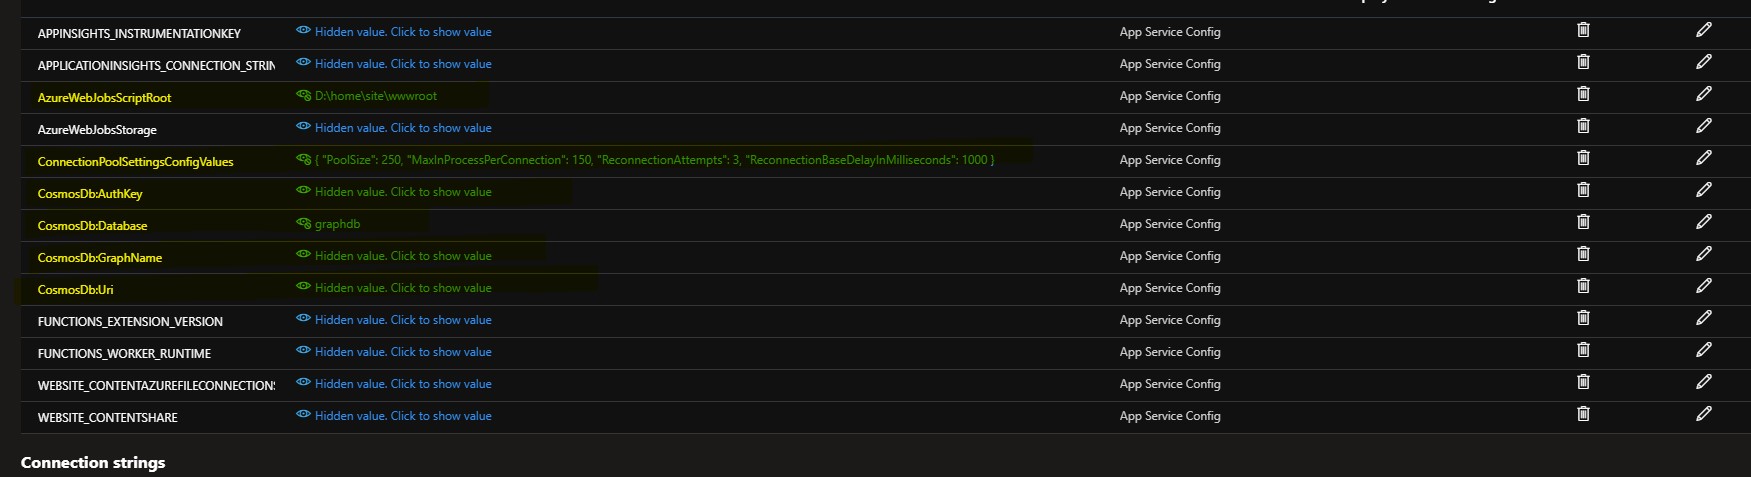 APPINSIGHTS_INSTRUMENTATIONKEY Hidden value. Click to show value App Service Config
APPLICATIONINSIGHTS_CONNECTION_STRIN Hidden value. Click to show value App Service Config
AzureWebJobsScriptRoot D:\home\site\wwwroot App Service Config
AzureWebJobsStorage Hidden value. Click to show value App Service Config
ConnectionPoolSettingsConfigValues { "PoolSize": 250, "MaxInProcessPerConnection": 150, "ReconnectionAttempts": 3, "ReconnectionBaseDelayInMilliseconds": 1000 } App Service Config
CosmosDb:AuthKey Hidden value. Click to show value App Service Config
CosmosDb:Database graphdb App Service Config
CosmosDb:GraphName Hidden value. Click to show value App Service Config
CosmosDb:Uri Hidden value. Click to show value App Service Config
FUNCTIONS_EXTENSION_VERSION Hidden value. Click to show value App Service Config
FUNCTIONS_WORKER_RUNTIME Hidden value. Click to show value App Service Config
WEBSITE_CONTENTAZUREFILECONNECTIONS Hidden value. Click to show value App Service Config
WEBSITE_CONTENTSHARE Hidden value. Click to show value App Service Config
Connection strings